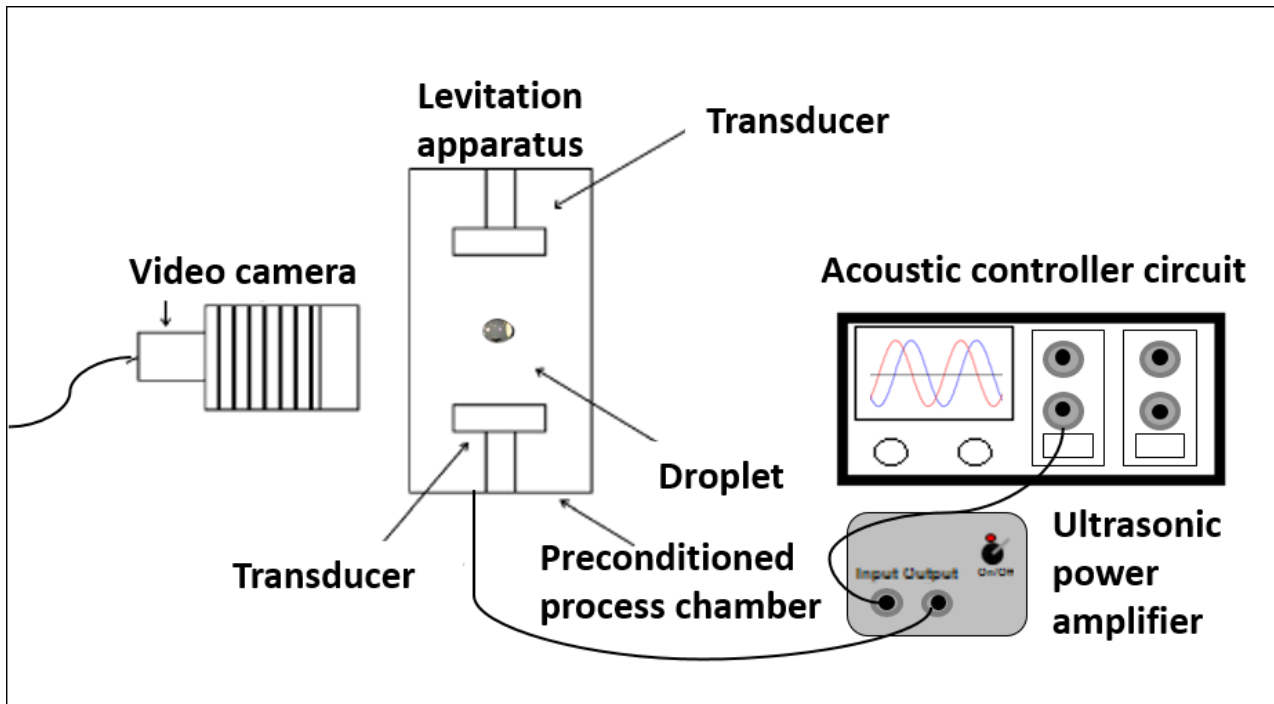 Levitation
apparatus
Transducer
Video camera
Acoustic controller circuit
Droplet
Transducer
Preconditioned
process chamber
Input Output
On/Off
Ultrasonic
power
amplifier